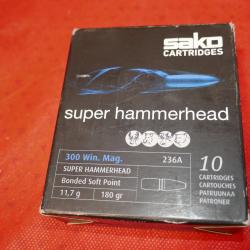 sako
CARTRIDGES
super hammerhead
300 Win. Mag. 236A
SUPER HAMMERHEAD
Bonded Soft Point
11,7 g 180 gr
10
CARTRIDGES
CARTOUCHES
PATRUUNAA
PATRONER